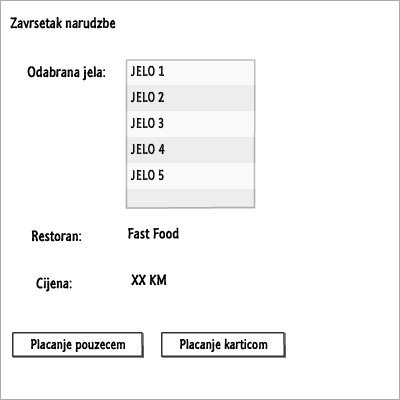 Zavrsetak narudzbe
Odabrana jela:
JELO 1
JELO 2
JELO 3
JELO 4
JELO 5
Restoran:
Fast Food
Cijena:
XX KM
Placanje pouzecem
Placanje karticom